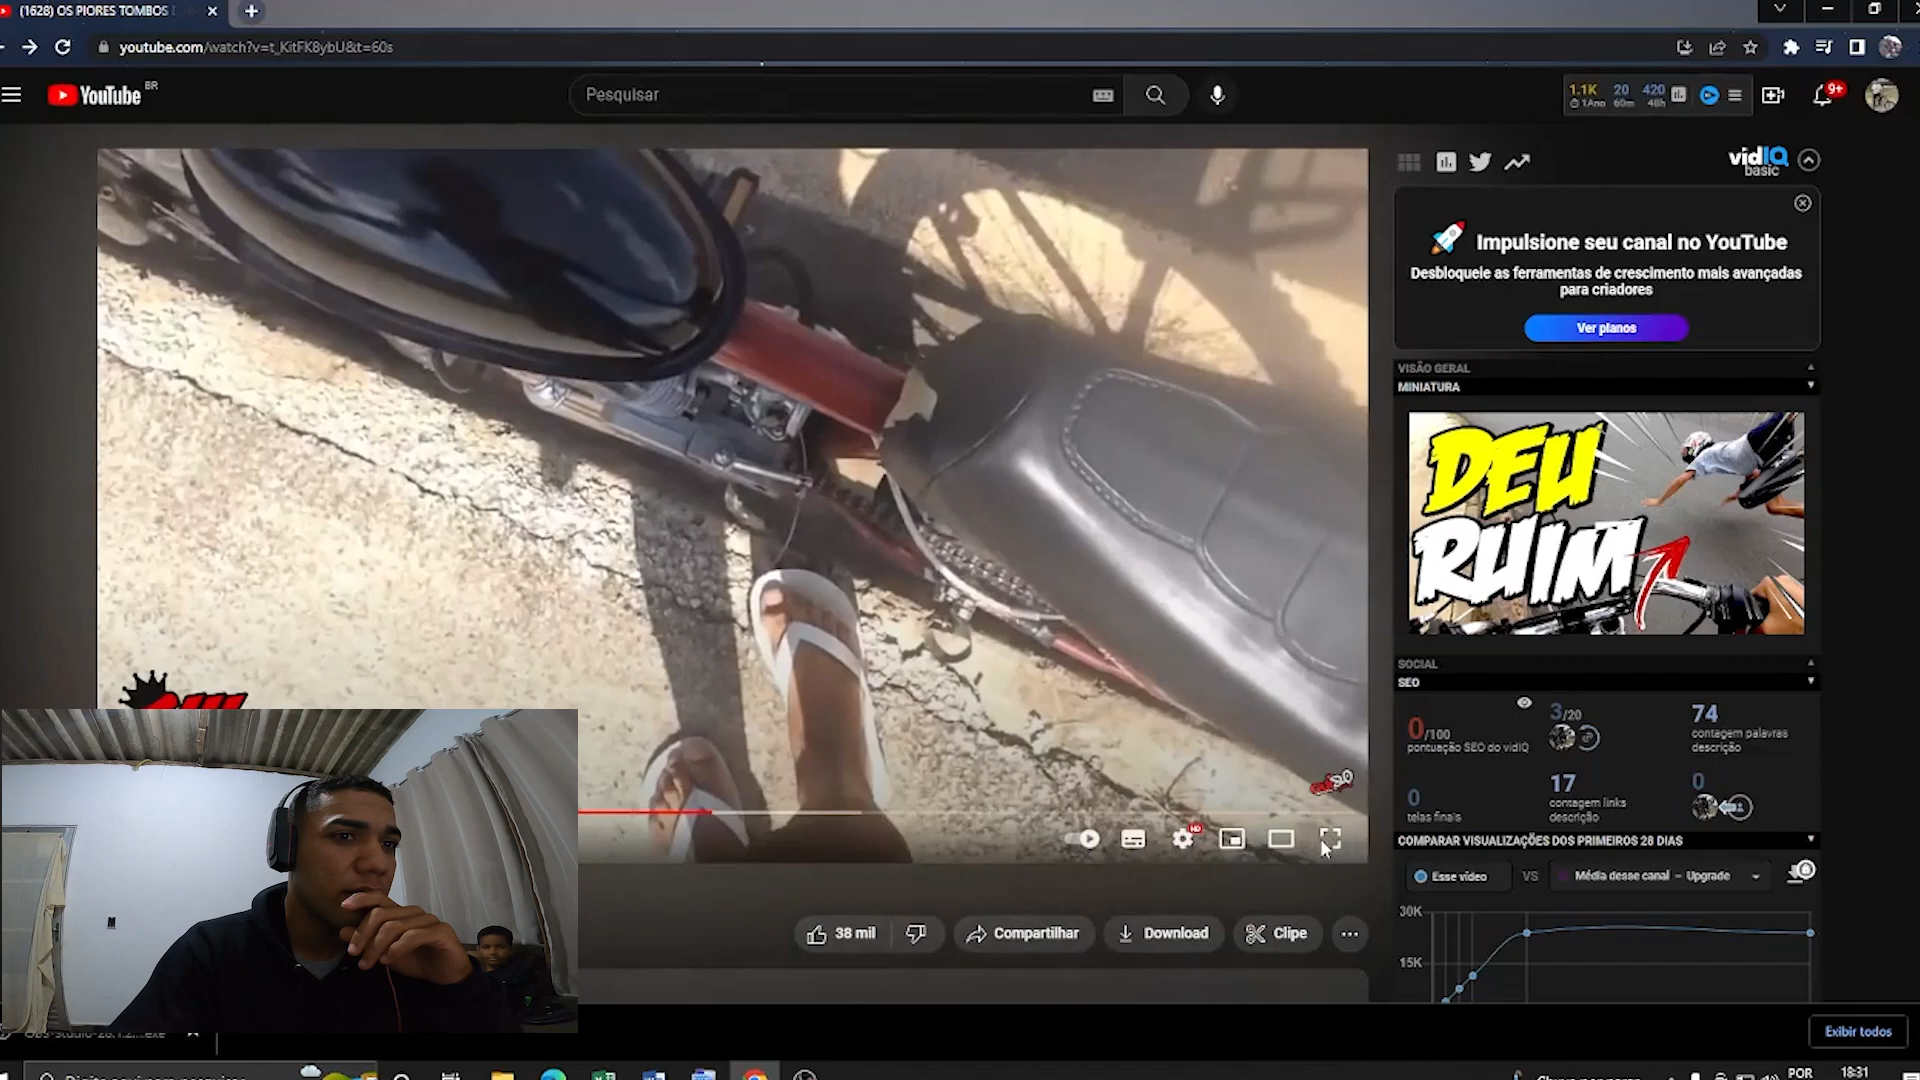 (1628) OS PIORES TOMBOS
youtube.com/watch?v=t_KitFK8ybU&t=60s
YouTube BR
Pesquisar
1.1K 20 420
1Ano 60m 48h
9+
vidIQ
basic
Impulsione seu canal no YouTube
Desbloqueie as ferramentas de crescimento mais avançadas
para criadores
Ver planos
VISÃO GERAL
MINIATURA
DEU
RUIM
SOCIAL
SEO
0/100
pontuação SEO do vidIQ
3/20
74
contagem palavras
descrição
0
telas finais
17
contagem links
descrição
0
HD
COMPARAR VISUALIZAÇÕES DOS PRIMEIROS 28 DIAS
Esse vídeo VS Média desse canal – Upgrade
30K
15K
38 mil
Compartilhar
Download
Clipe
Exibir todos
POR
18:31